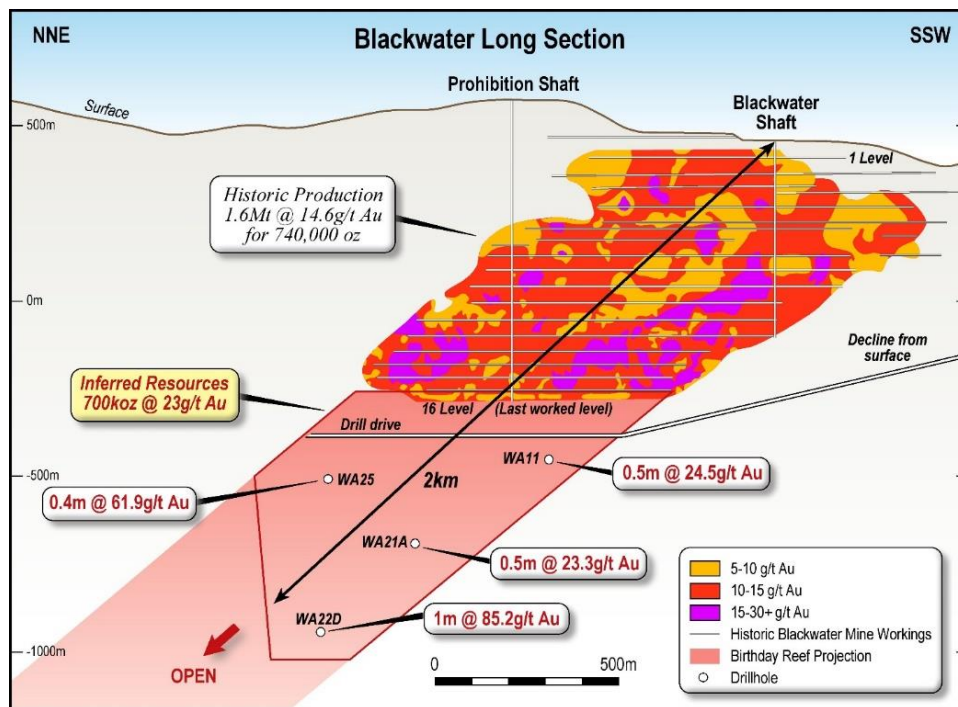 NNE
Blackwater Long Section
SSW
Prohibition Shaft
Surface
Blackwater
Shaft
500m
1 Level
Historic Production
1.6Mt @ 14.6g/t Au
for 740,000 oz
0m
Decline from
surface
Inferred Resources
700koz @ 23g/t Au
16 Level (Last worked level)
Drill drive
WA11
-500m
WA25
2km
0.5m @ 24.5g/t Au
0.4m @ 61.9g/t Au
WA21A
0.5m @ 23.3g/t Au
WA22D
1m @ 85.2g/t Au
-1000m
OPEN
0
500m
5-10 g/t Au
10-15 g/t Au
15-30+ g/t Au
Historic Blackwater Mine Workings
Birthday Reef Projection
Drillhole